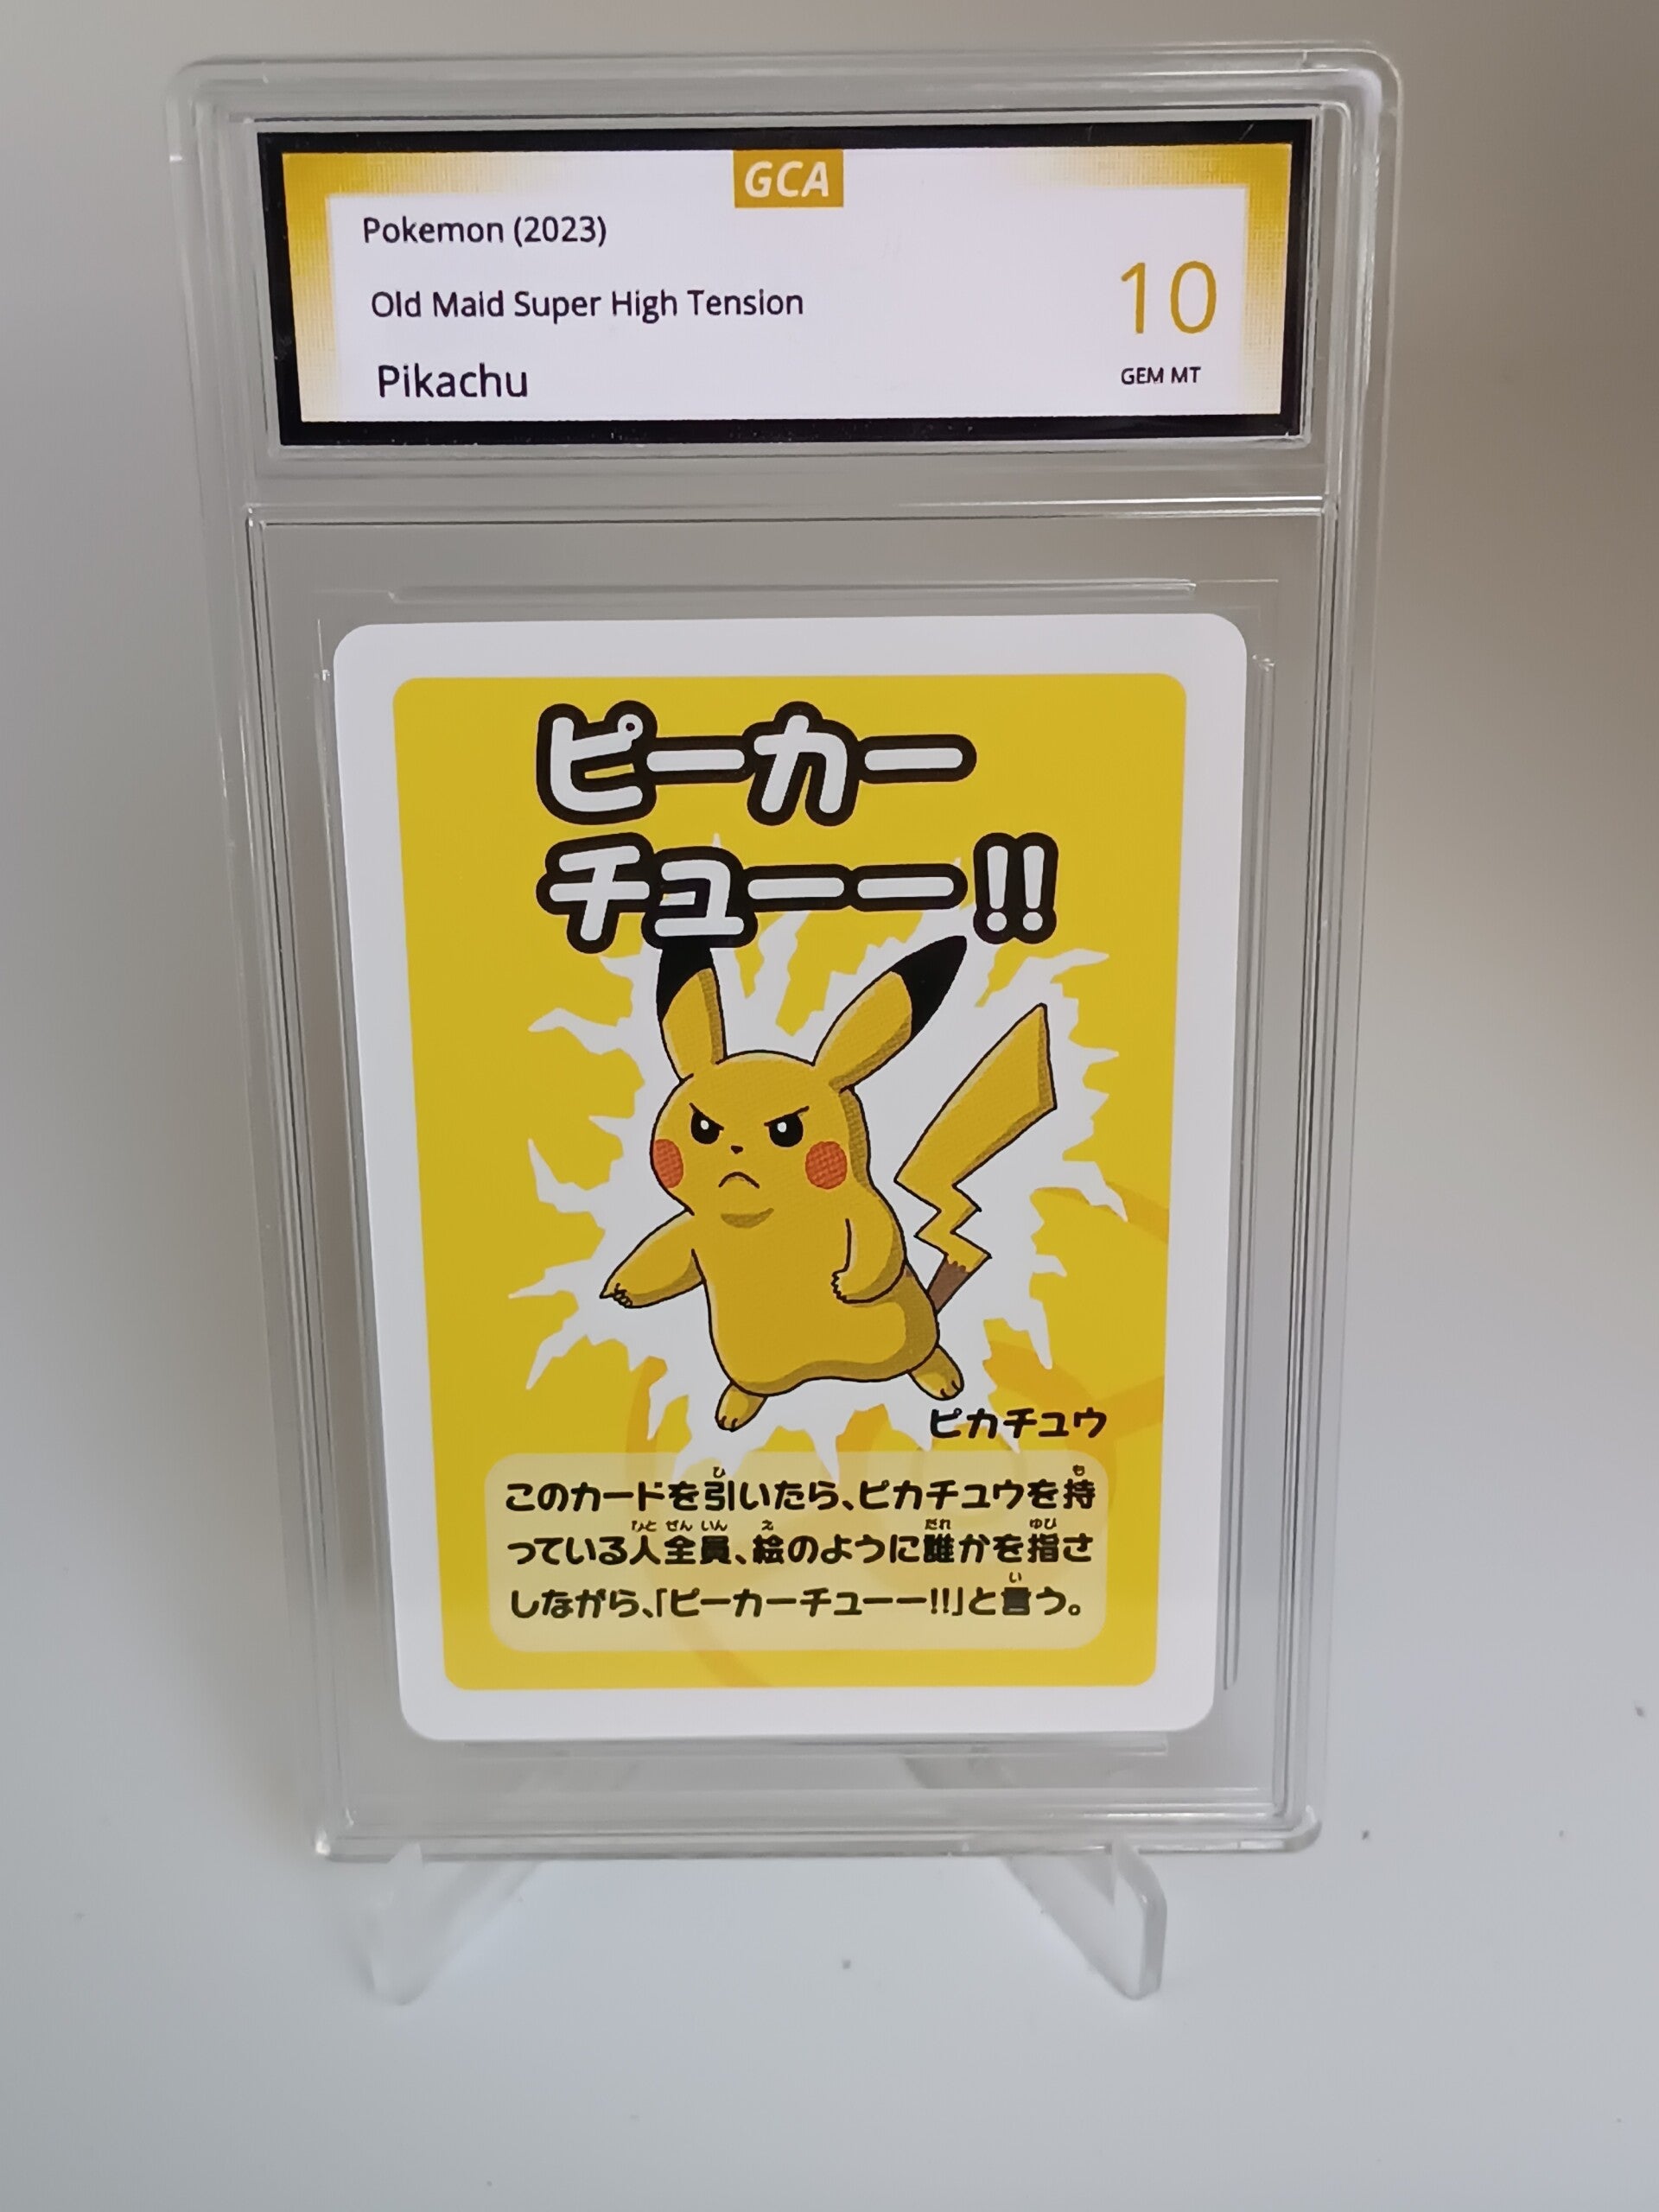 GCA
Pokemon (2023)
Old Maid Super High Tension
10
Pikachu
GEM MT
ピーカー
チューー!!
ピカチュウ
このカードを引いたら、ピカチュウを持
っている人全員、絵のように誰かを指さ
しながら、「ピーカーチューー!!」と言う。